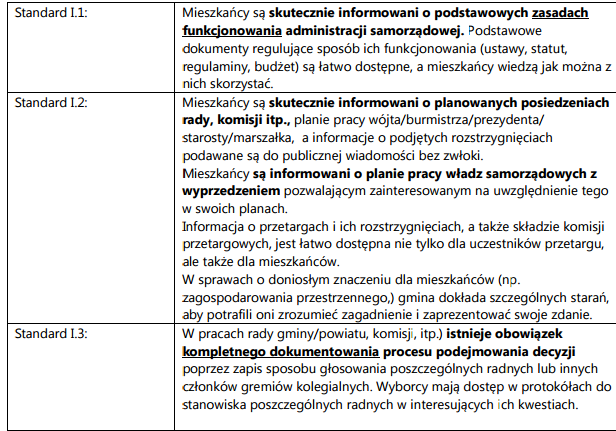 Standard I.1:
Mieszkańcy są skutecznie informowani o podstawowych zasadach
funkcjonowania administracji samorządowej. Podstawowe
dokumenty regulujące sposób ich funkcjonowania (ustawy, statut,
regulaminy, budżet) są łatwo dostępne, a mieszkańcy wiedzą jak można z
nich skorzystać.
Standard I.2:
Mieszkańcy są skutecznie informowani o planowanych posiedzeniach
rady, komisji itp., planie pracy wójta/burmistrza/prezydenta/
starosty/marszałka, a informacje o podjętych rozstrzygnięciach
podawane są do publicznej wiadomości bez zwłoki.
Mieszkańcy są informowani o planie pracy władz samorządowych z
wyprzedzeniem pozwalającym zainteresowanym na uwzględnienie tego
w swoich planach.
Informacja o przetargach i ich rozstrzygnięciach, a także składzie komisji
przetargowych, jest łatwo dostępna nie tylko dla uczestników przetargu,
ale także dla mieszkańców.
W sprawach o doniosłym znaczeniu dla mieszkańców (np.
zagospodarowania przestrzennego,) gmina dokłada szczególnych starań,
aby potrafili oni zrozumieć zagadnienie i zaprezentować swoje zdanie.
Standard I.3:
W pracach rady gminy/powiatu, komisji, itp.) istnieje obowiązek
kompletnego dokumentowania procesu podejmowania decyzji
poprzez zapis sposobu głosowania poszczególnych radnych lub innych
członków gremiów kolegialnych. Wyborcy mają dostęp w protokółach do
stanowiska poszczególnych radnych w interesujących ich kwestiach.